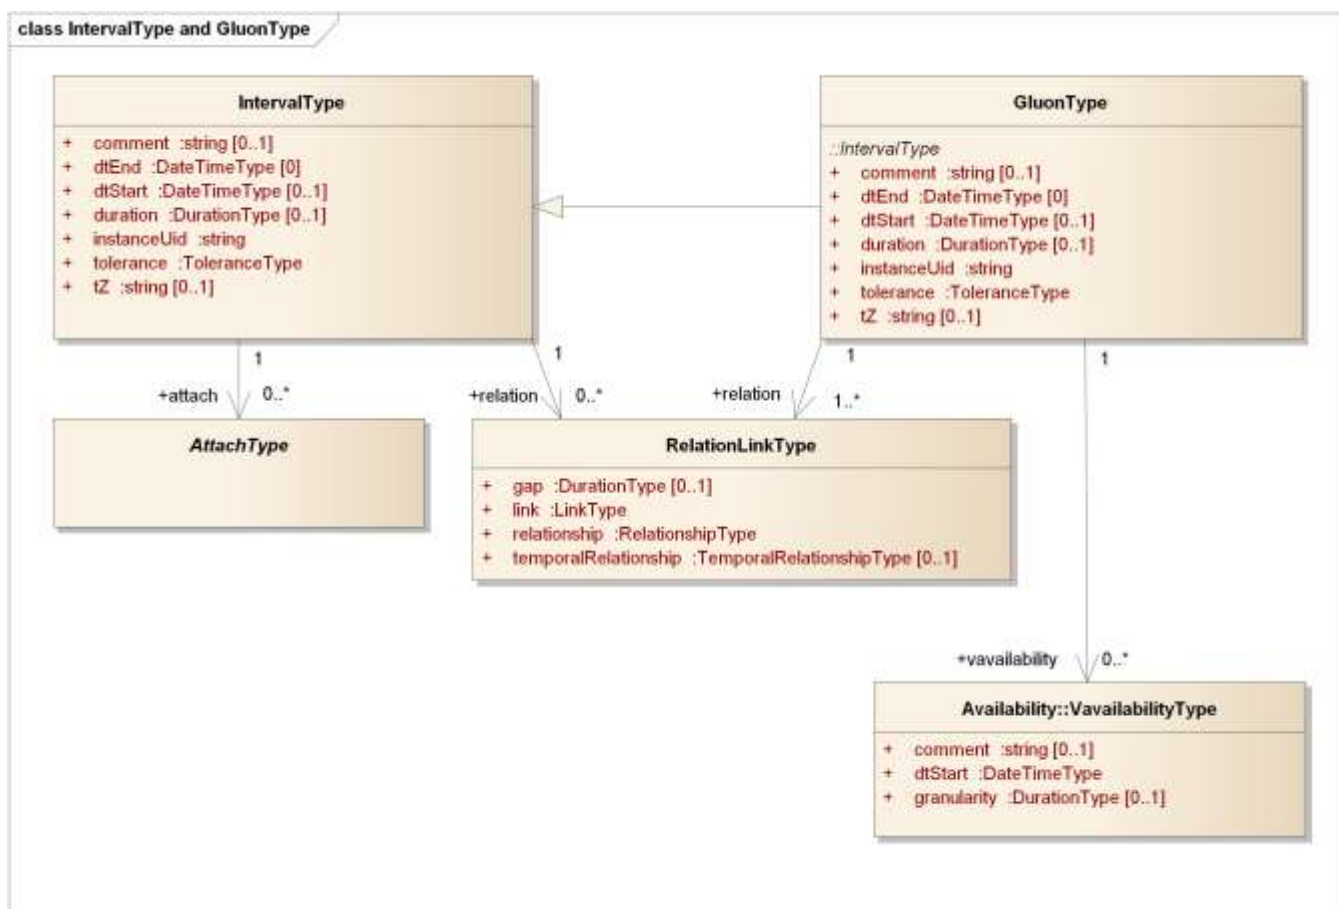 class IntervalType and GluonType
IntervalType
+ comment :string [0..1]
+ dtEnd :DateTimeType [0]
+ dtStart :DateTimeType [0..1]
+ duration :DurationType [0..1]
+ instanceUid :string
+ tolerance :ToleranceType
+ tZ :string [0..1]
GluonType
::IntervalType
+ comment :string [0..1]
+ dtEnd :DateTimeType [0]
+ dtStart :DateTimeType [0..1]
+ duration :DurationType [0..1]
+ instanceUid :string
+ tolerance :ToleranceType
+ tZ :string [0..1]
1
1
1
1
+attach
0..*
+relation
0..*
+relation
1..*
AttachType
RelationLinkType
+ gap :DurationType [0..1]
+ link :LinkType
+ relationship :RelationshipType
+ temporalRelationship :TemporalRelationshipType [0..1]
+vavailability
0..*
Availability::VavailabilityType
+ comment :string [0..1]
+ dtStart :DateTimeType
+ granularity :DurationType [0..1]